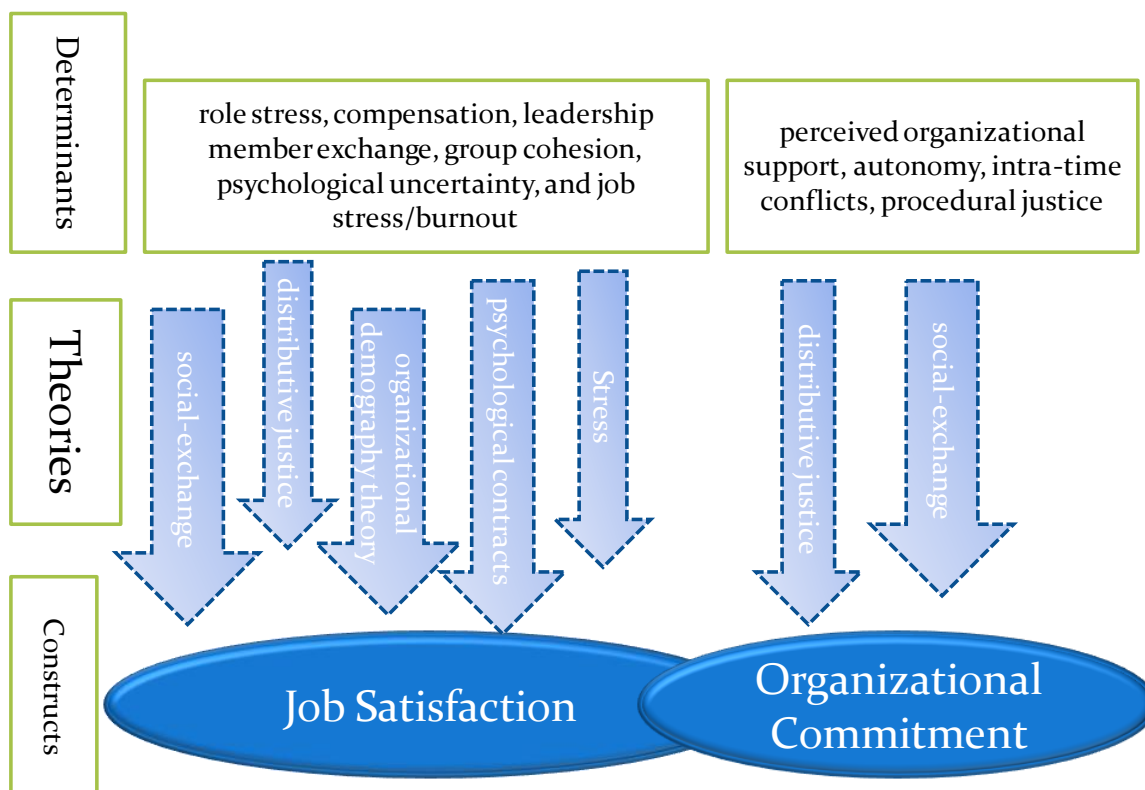 Determinants
role stress, compensation, leadership
member exchange, group cohesion,
psychological uncertainty, and job
stress/burnout
perceived organizational
support, autonomy, intra-time
conflicts, procedural justice
Theories
social-exchange
distributive justice
organizational
demography theory
psychological contracts
Stress
distributive justice
social-exchange
Constructs
Job Satisfaction
Organizational
Commitment